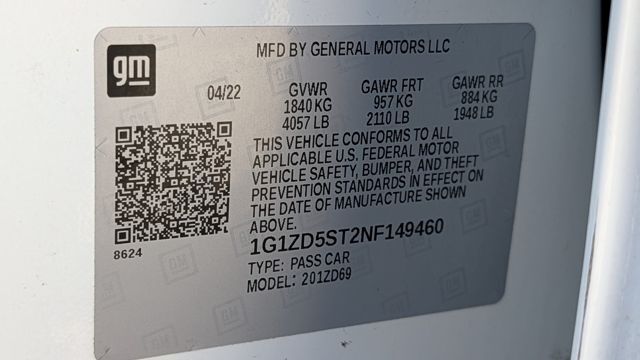 gm
MFD BY GENERAL MOTORS LLC
04/22 GVWR GAWR FRT GAWR RR
1840 KG 957 KG 884 KG
4057 LB 2110 LB 1948 LB
THIS VEHICLE CONFORMS TO ALL
APPLICABLE U.S. FEDERAL MOTOR
VEHICLE SAFETY, BUMPER, AND THEFT
PREVENTION STANDARDS IN EFFECT ON
THE DATE OF MANUFACTURE SHOWN
ABOVE.
8624
1G1ZD5ST2NF149460
TYPE: PASS CAR
MODEL: 201ZD69